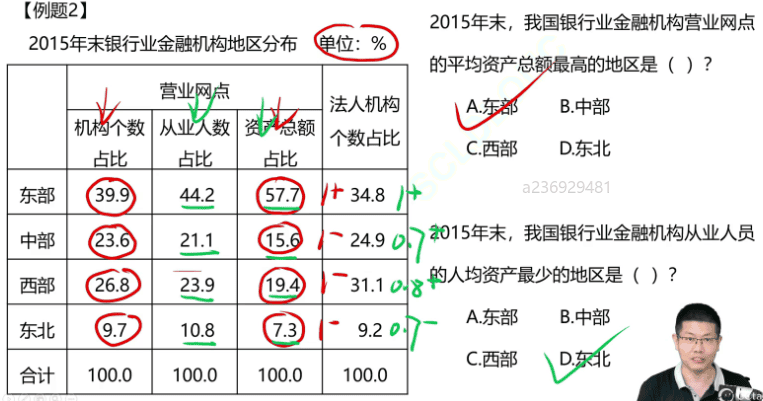 【例题2】
2015年末银行业金融机构地区分布 单位：%
营业网点
法人机构
个数占比
机构个数
占比
从业人数
占比
资产总额
占比
东部 39.9 44.2 57.7 1+ 34.8 1+
中部 23.6 21.1 15.6 1- 24.9 0.7+
西部 26.8 23.9 19.4 1- 31.1 0.8+
东北 9.7 10.8 7.3 1- 9.2 0.7-
合计 100.0 100.0 100.0 100.0
2015年末，我国银行业金融机构营业网点
的平均资产总额最高的地区是（ ）？
A.东部 B.中部
C.西部 D.东北
a236929481
2015年末，我国银行业金融机构从业人员
的人均资产最少的地区是（ ）？
A.东部 B.中部
C.西部 D.东北